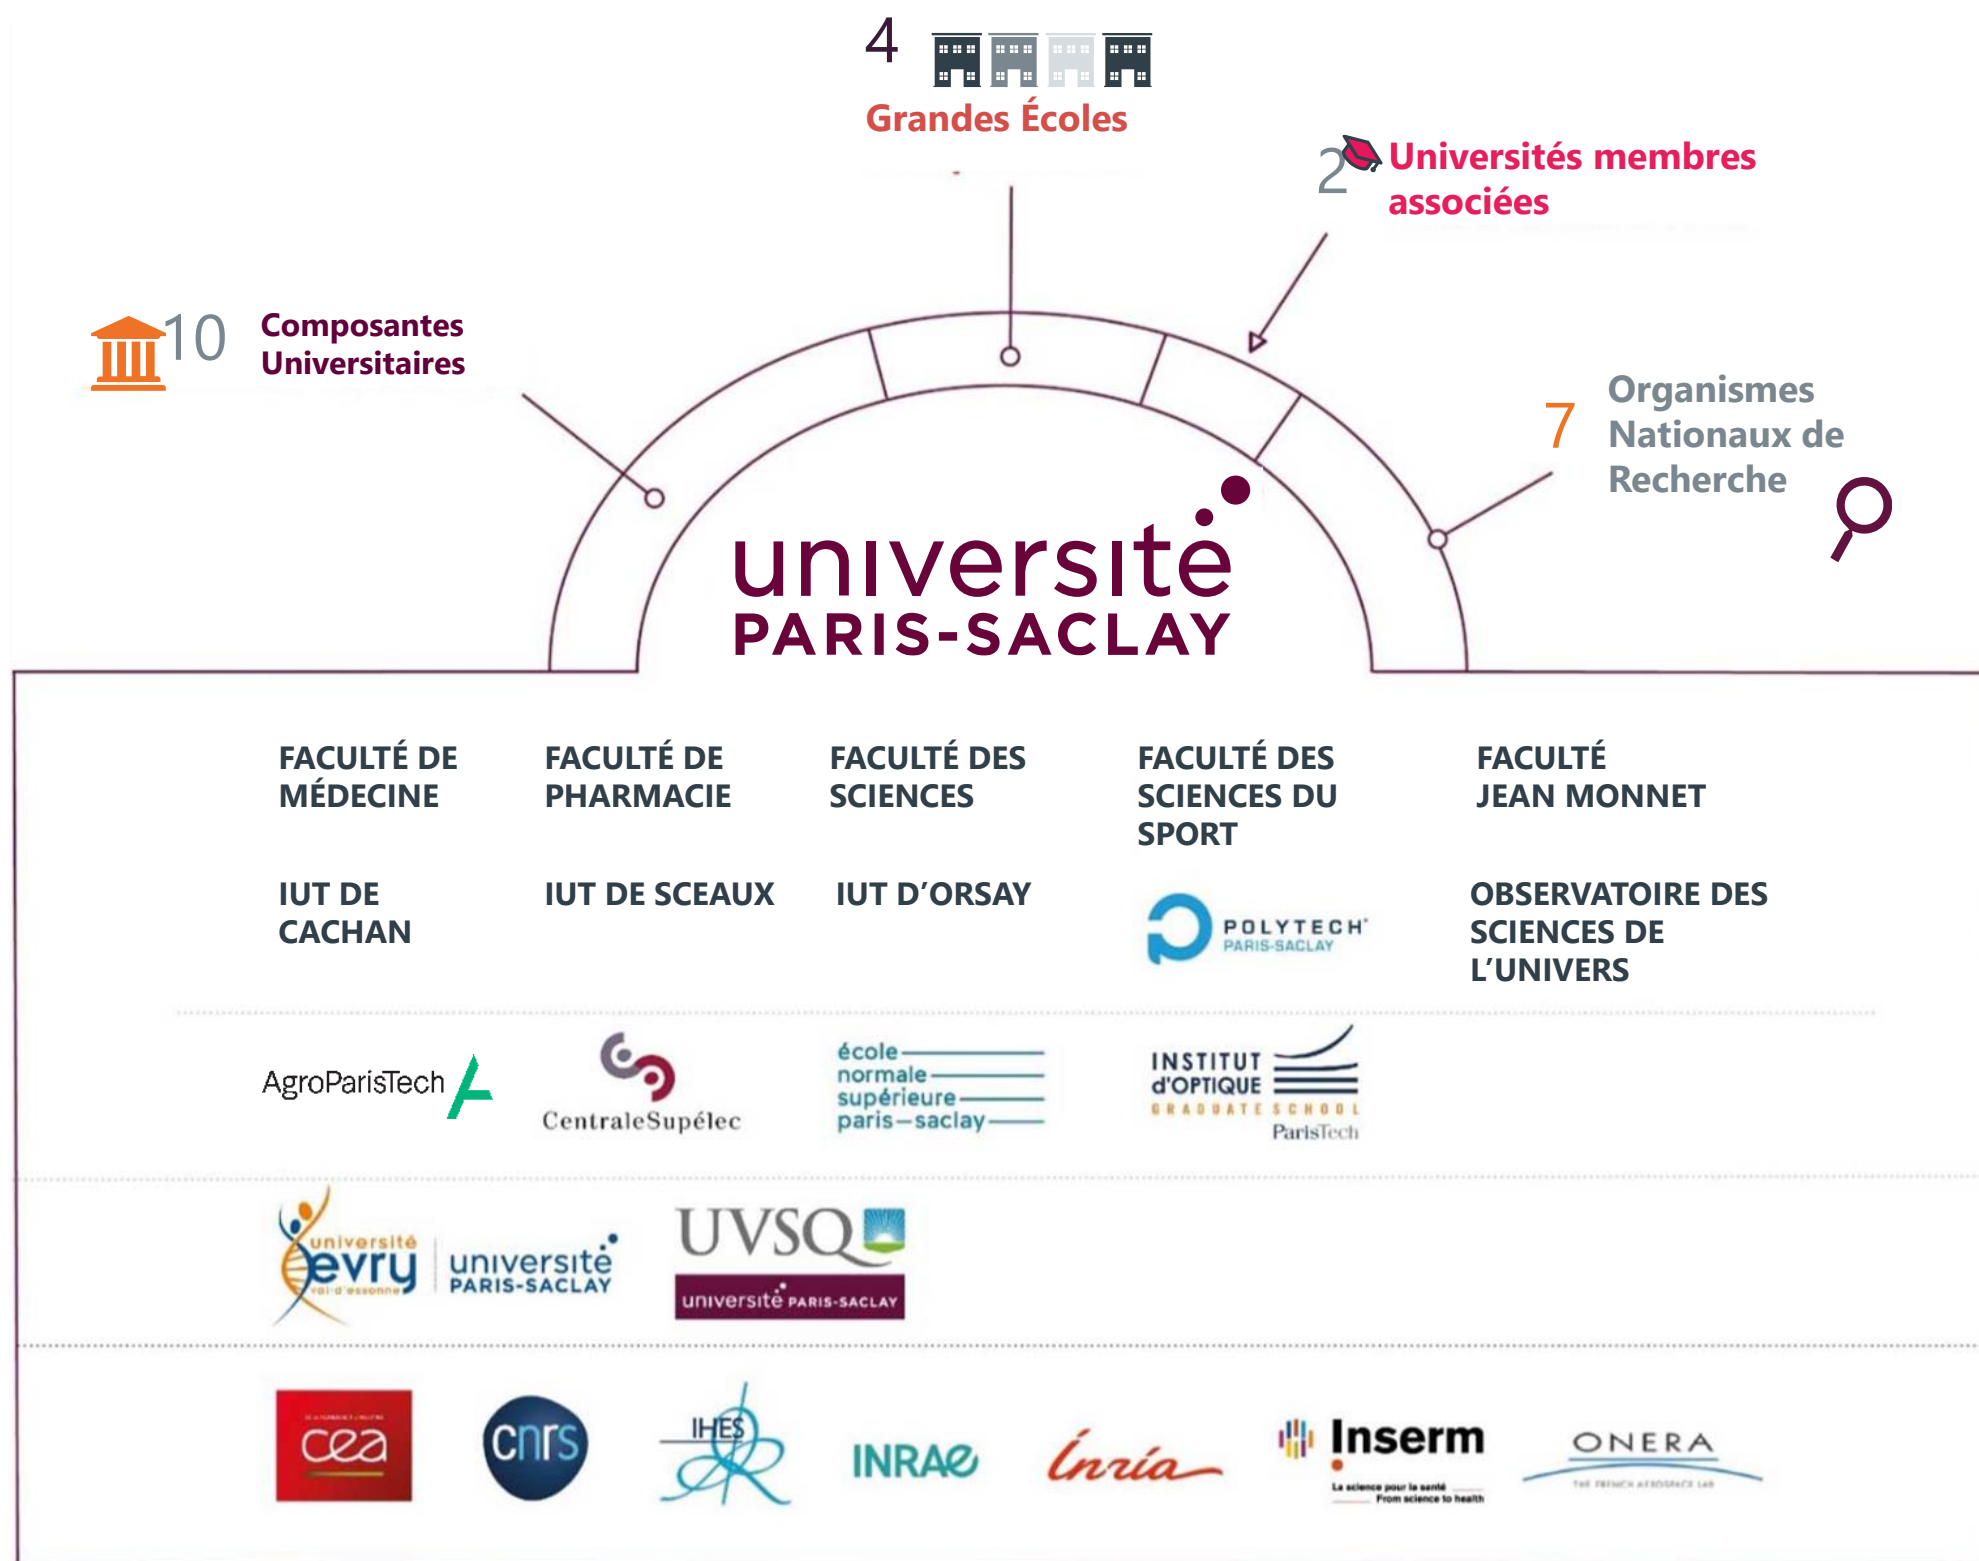 4
Grandes Écoles
2
Universités membres
associées
10
Composantes
Universitaires
7
Organismes
Nationaux de
Recherche
université
PARIS-SACLAY
FACULTÉ DE
MÉDECINE
FACULTÉ DE
PHARMACIE
FACULTÉ DES
SCIENCES
FACULTÉ DES
SCIENCES DU
SPORT
FACULTÉ
JEAN MONNET
IUT DE
CACHAN
IUT DE SCEAUX
IUT D'ORSAY
POLYTECH
PARIS-SACLAY
OBSERVATOIRE DES
SCIENCES DE
L'UNIVERS
AgroParisTech
CentraleSupélec
école
normale
supérieure
paris–saclay
INSTITUT
d'OPTIQUE
GRADUATE SCHOOL
ParisTech
université
evry
val-d'essonne
université
PARIS-SACLAY
UVSQ
université PARIS-SACLAY
cea
cnrs
IHES
INRAE
Inria
Inserm
La science pour la santé
From science to health
ONERA
THE FRENCH AEROSPACE LAB